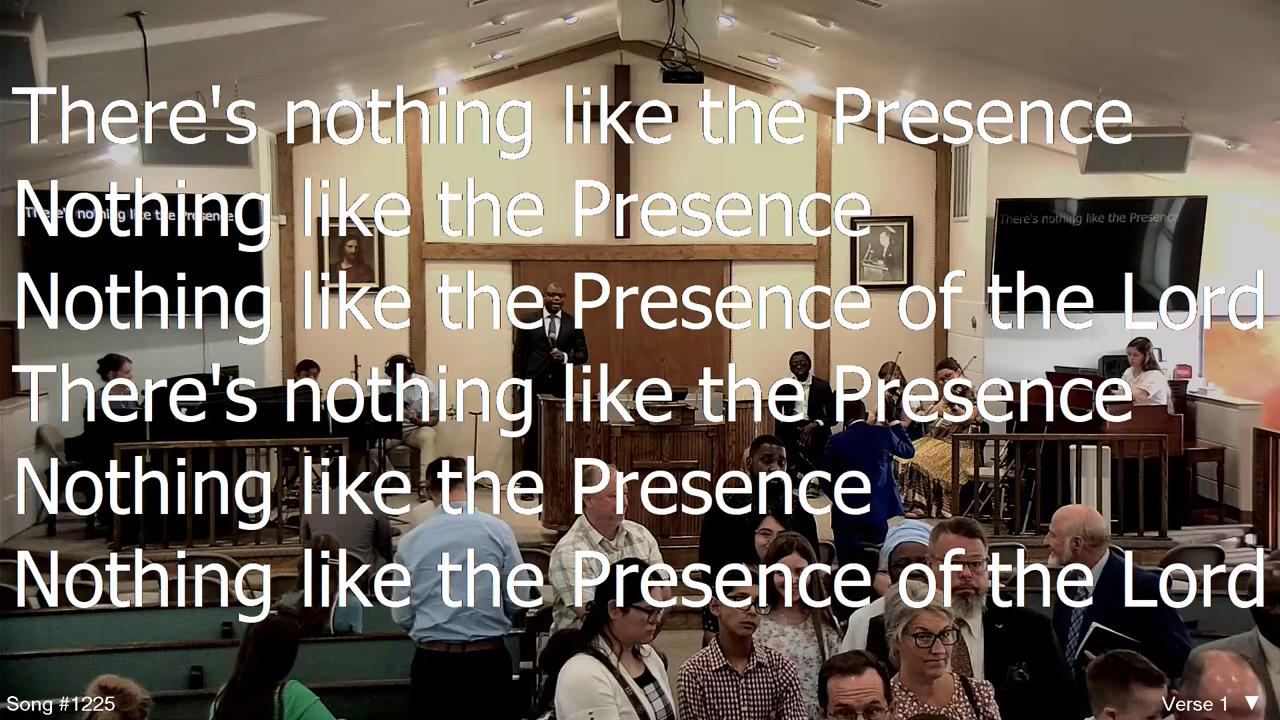 There's nothing like the Presence
Nothing like the Presence
Nothing like the Presence of the Lord
There's nothing like the Presence
Nothing like the Presence
Nothing like the Presence of the Lord
There's nothing like the Presence
There's nothing like the Presence
Song #1225
Verse 1 ▼